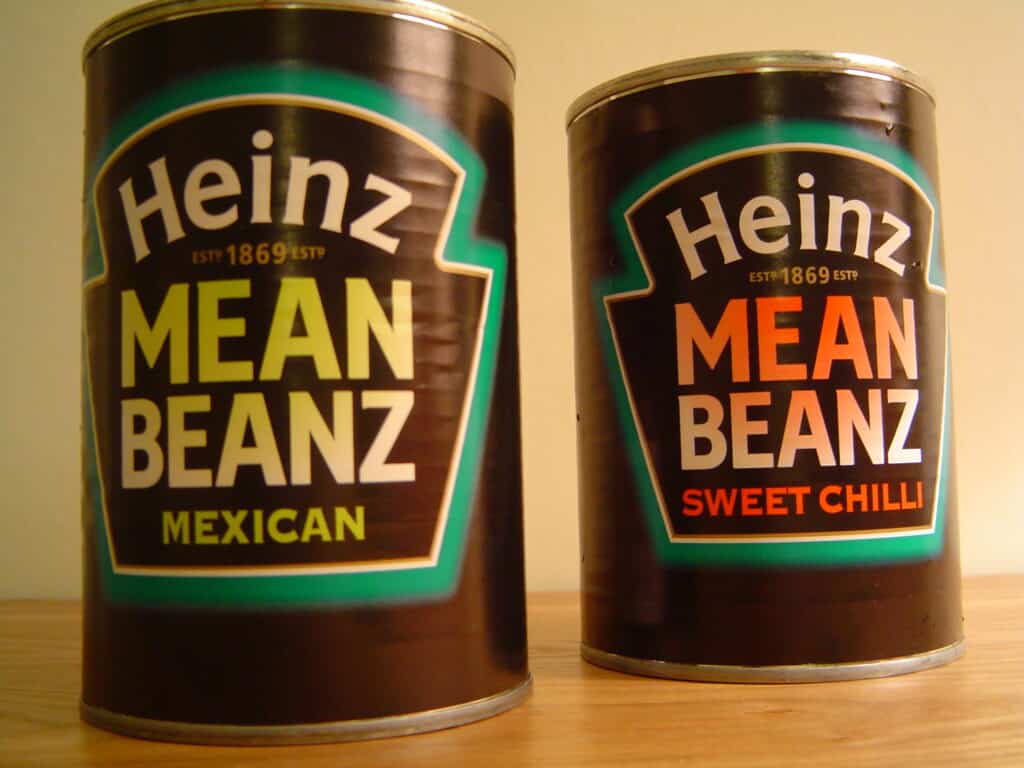 Heinz
ESTD 1869 ESTD
MEAN
BEANZ
MEXICAN
Heinz
ESTD 1869 ESTD
MEAN
BEANZ
SWEET CHILLI